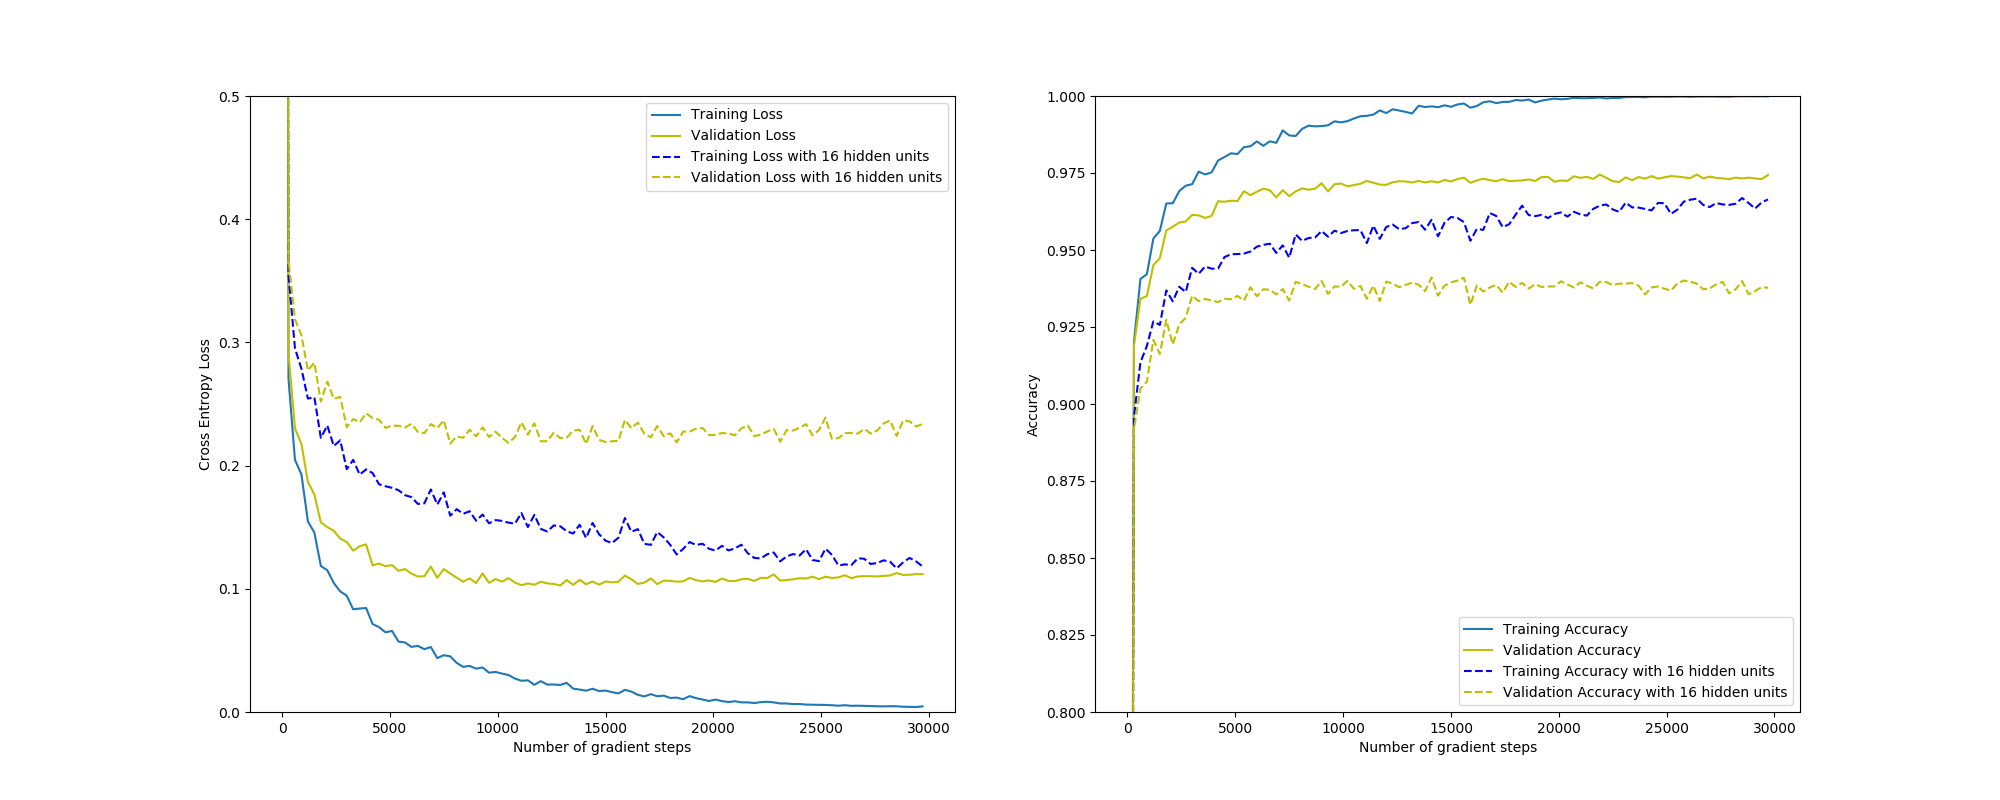 0.5
0.4
0.3
0.2
0.1
0.0
Cross Entropy Loss
0
5000
10000
15000
20000
25000
30000
Number of gradient steps
Training Loss
Validation Loss
Training Loss with 16 hidden units
Validation Loss with 16 hidden units
1.000
0.975
0.950
0.925
0.900
0.875
0.850
0.825
0.800
Accuracy
0
5000
10000
15000
20000
25000
30000
Number of gradient steps
Training Accuracy
Validation Accuracy
Training Accuracy with 16 hidden units
Validation Accuracy with 16 hidden units